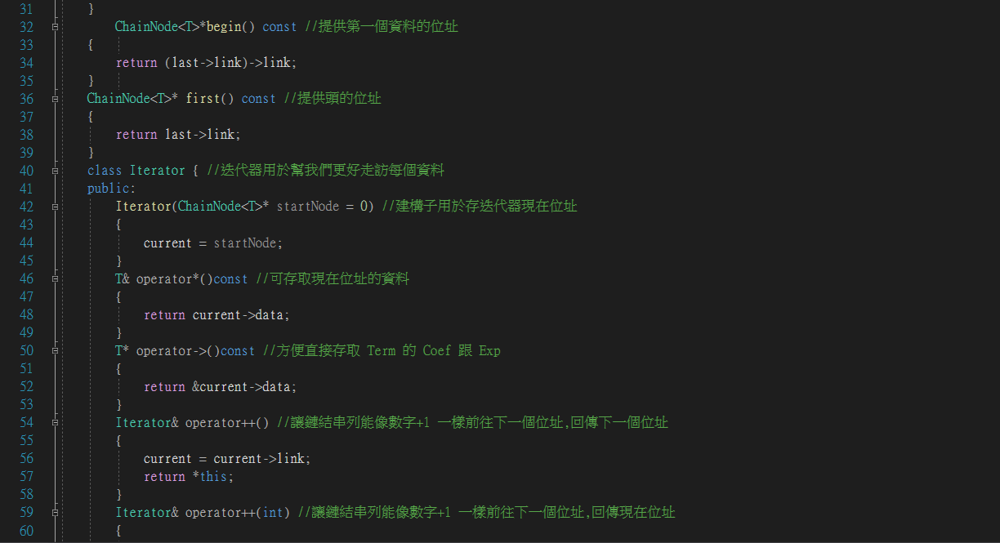 31 }
32 ChainNode<T>*begin() const //提供第一個資料的位址
33 {
34 return (last->link)->link;
35 }
36 ChainNode<T>* first() const //提供頭的位址
37 {
38 return last->link;
39 }
40 class Iterator { //迭代器用於幫我們更好走訪每個資料
41 public:
42 Iterator(ChainNode<T>* startNode = 0) //建構子用於存迭代器現在位址
43 {
44 current = startNode;
45 }
46 T& operator*()const //可存取現在位址的資料
47 {
48 return current->data;
49 }
50 T* operator->()const //方便直接存取 Term 的 Coef 跟 Exp
51 {
52 return &current->data;
53 }
54 Iterator& operator++() //讓鏈結串列能像數字+1 一樣前往下一個位址,回傳下一個位址
55 {
56 current = current->link;
57 return *this;
58 }
59 Iterator& operator++(int) //讓鏈結串列能像數字+1 一樣前往下一個位址,回傳現在位址
60 {